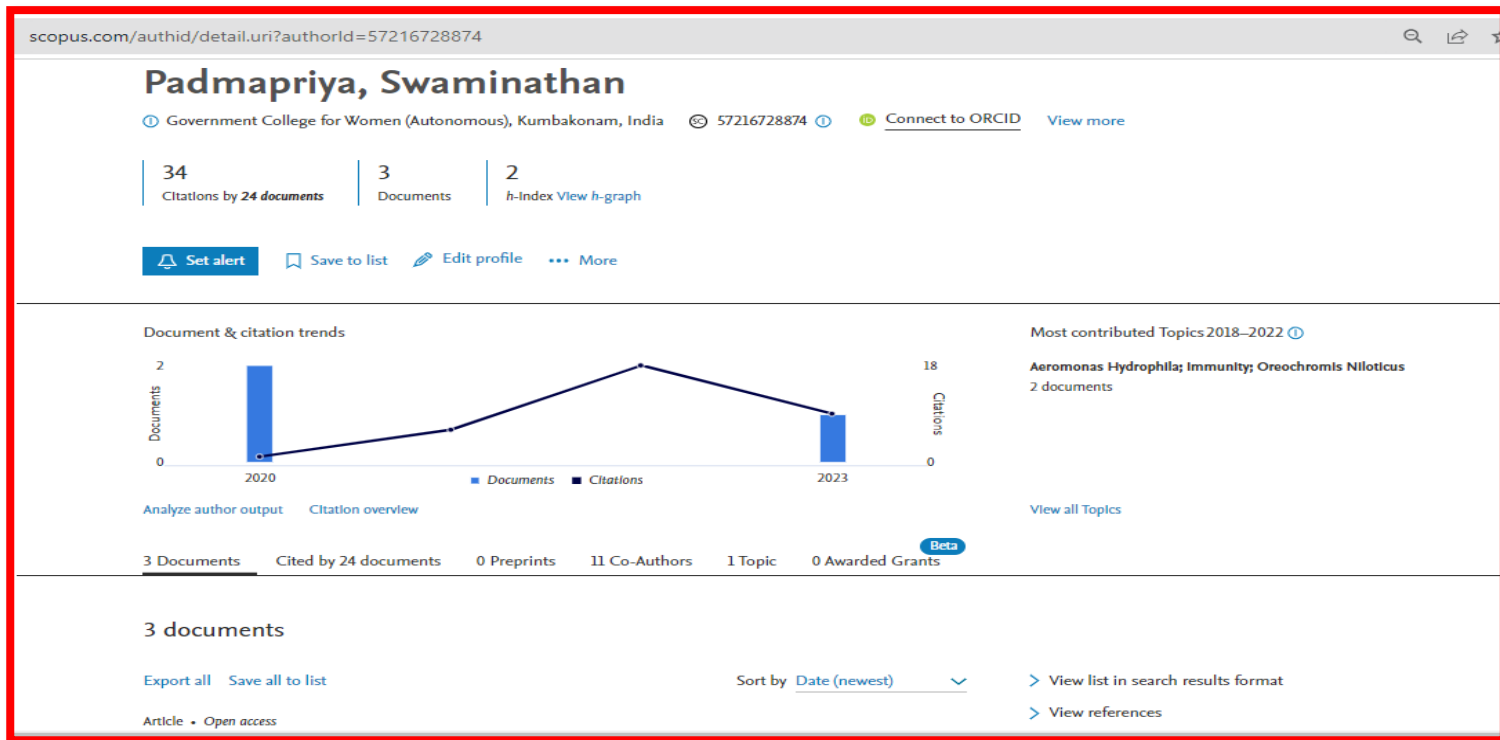 scopus.com/authid/detail.uri?authorId=57216728874
Padmapriya, Swaminathan
Government College for Women (Autonomous), Kumbakonam, India SC 57216728874 Connect to ORCID View more
34 3 2
Citations by 24 documents Documents h-Index View h-graph
Set alert Save to list Edit profile ••• More
Document & citation trends Most contributed Topics 2018–2022
2 18 Aeromonas Hydrophila; Immunity; Oreochromis Niloticus
2 documents
Documents Citations
0 0
2020 Documents Citations 2023
Analyze author output Citation overview View all Topics
Beta
3 Documents Cited by 24 documents 0 Preprints 11 Co-Authors 1 Topic 0 Awarded Grants
3 documents
Export all Save all to list Sort by Date (newest) View list in search results format
Article • Open access View references